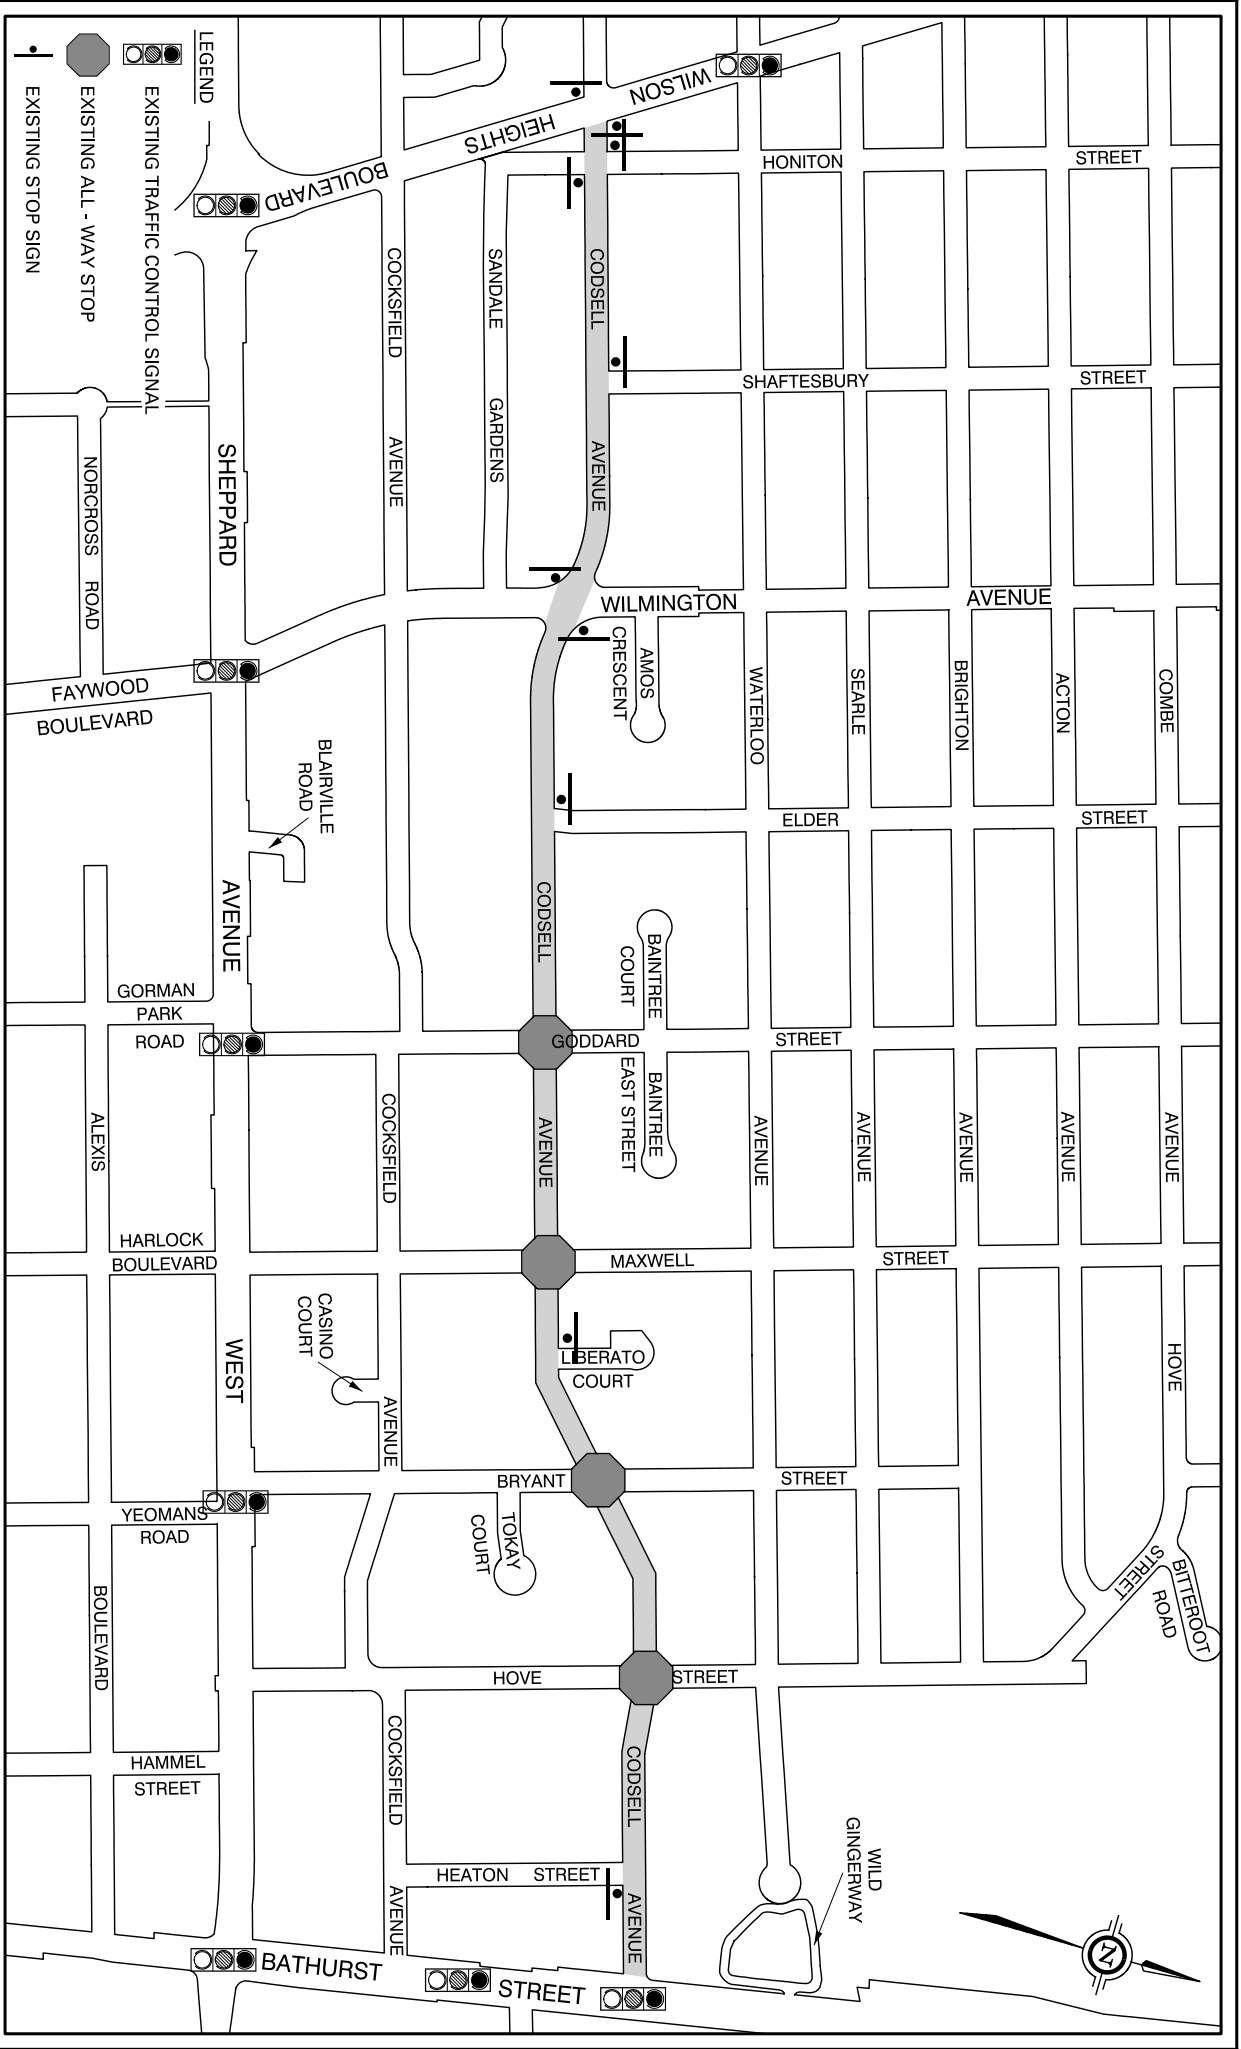 LEGEND
EXISTING TRAFFIC CONTROL SIGNAL
EXISTING ALL - WAY STOP
EXISTING STOP SIGN
WILSON
HEIGHTS
BOULEVARD
HONITON
STREET
COCKSFIELD
AVENUE
SANDALE
GARDENS
CODSELL
AVENUE
SHAFTESBURY
STREET
NORCROSS
ROAD
SHEPPARD
WILMINGTON
AVENUE
CRESCENT
AMOS
FAYWOOD
BOULEVARD
WATERLOO
SEARLE
BRIGHTON
ACTON
COMBE
BLAIRVILLE
ROAD
ELDER
STREET
AVENUE
CODSELL
BAINTREE
COURT
GORMAN
PARK
ROAD
GODDARD
STREET
BAINTREE
EAST STREET
ALEXIS
COCKSFIELD
AVENUE
AVENUE
AVENUE
AVENUE
AVENUE
AVENUE
HARLOCK
BOULEVARD
MAXWELL
STREET
CASINO
COURT
LIBERATO
COURT
WEST
AVENUE
HOVE
BRYANT
STREET
YEOMANS
ROAD
TOKAY
COURT
STREET
BITTEROOT
ROAD
BOULEVARD
HOVE
STREET
HAMMEL
STREET
COCKSFIELD
AVENUE
CODSELL
AVENUE
HEATON STREET
WILD
GINGERWAY
BATHURST
STREET
N